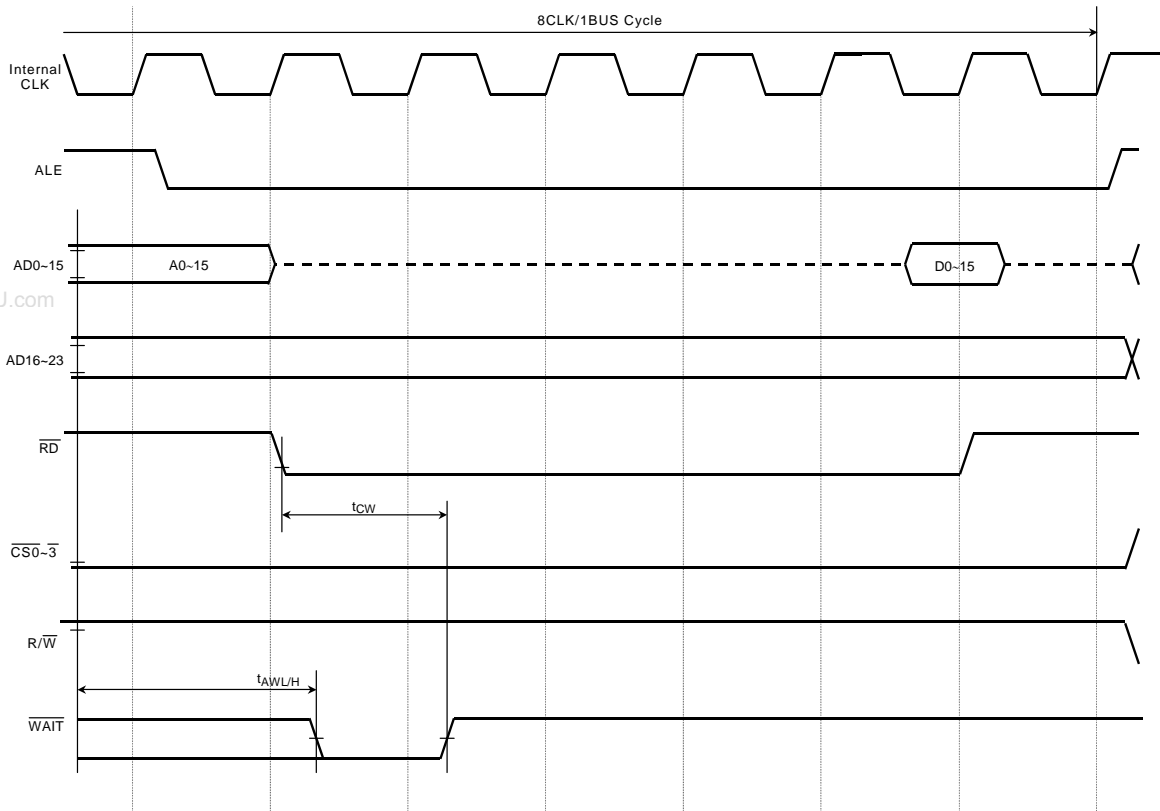 8CLK/1BUS Cycle
Internal
CLK
ALE
AD0~15
A0~15
D0~15
J.com
AD16~23
RD
tCW
CS0~3
R/W
tAWL/H
WAIT